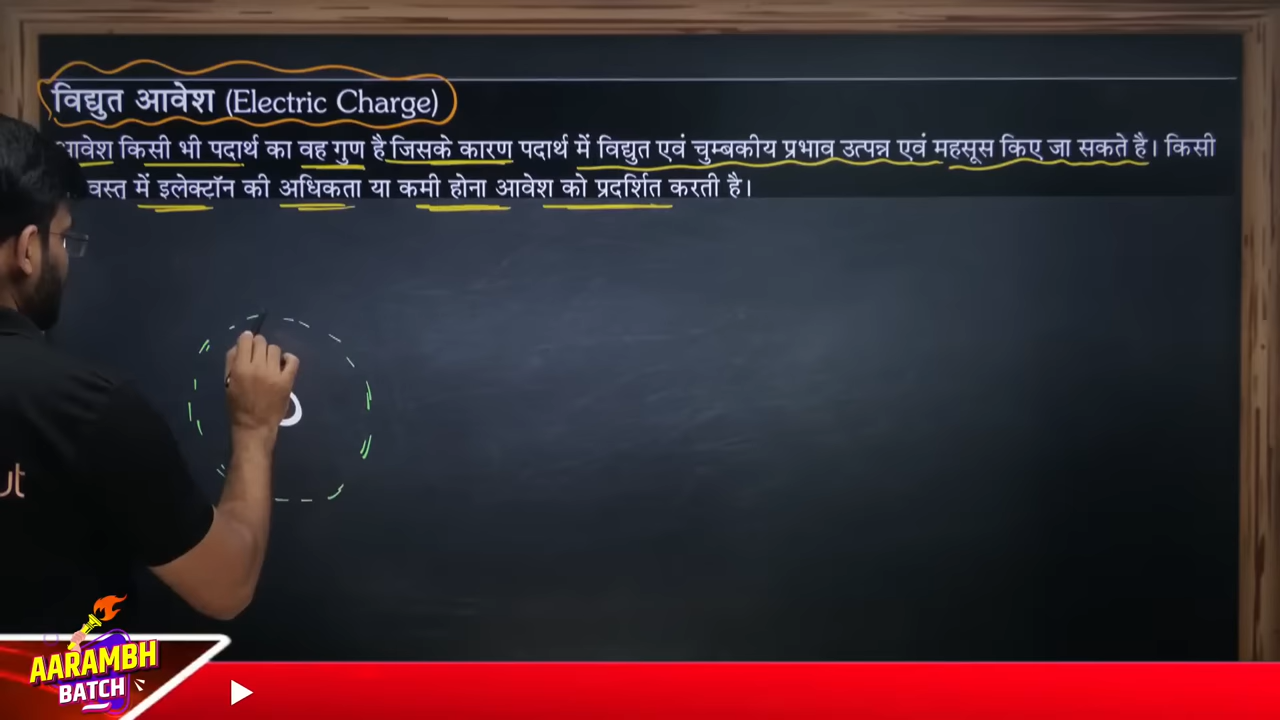 विद्युत आवेश (Electric Charge)
आवेश किसी भी पदार्थ का वह गुण है जिसके कारण पदार्थ में विद्युत एवं चुम्बकीय प्रभाव उत्पन्न एवं महसूस किए जा सकते है। किसी
वस्तु में इलेक्ट्रॉन की अधिकता या कमी होना आवेश को प्रदर्शित करती है।
AARAMBH
BATCH